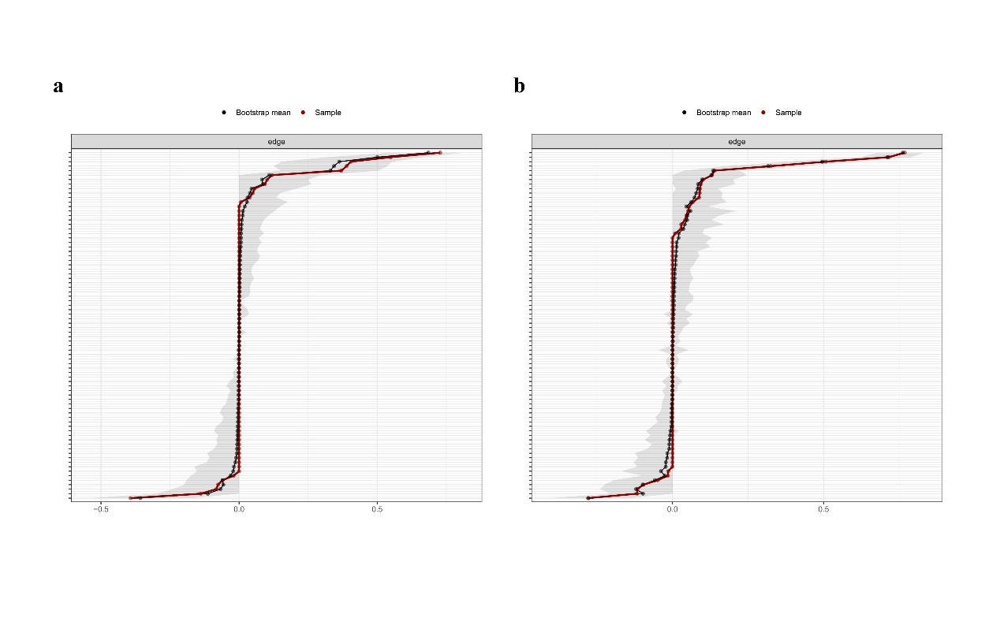 a
b
Bootstrap mean Sample
Bootstrap mean Sample
edge
edge
−0.5 0.0 0.5
0.0 0.5